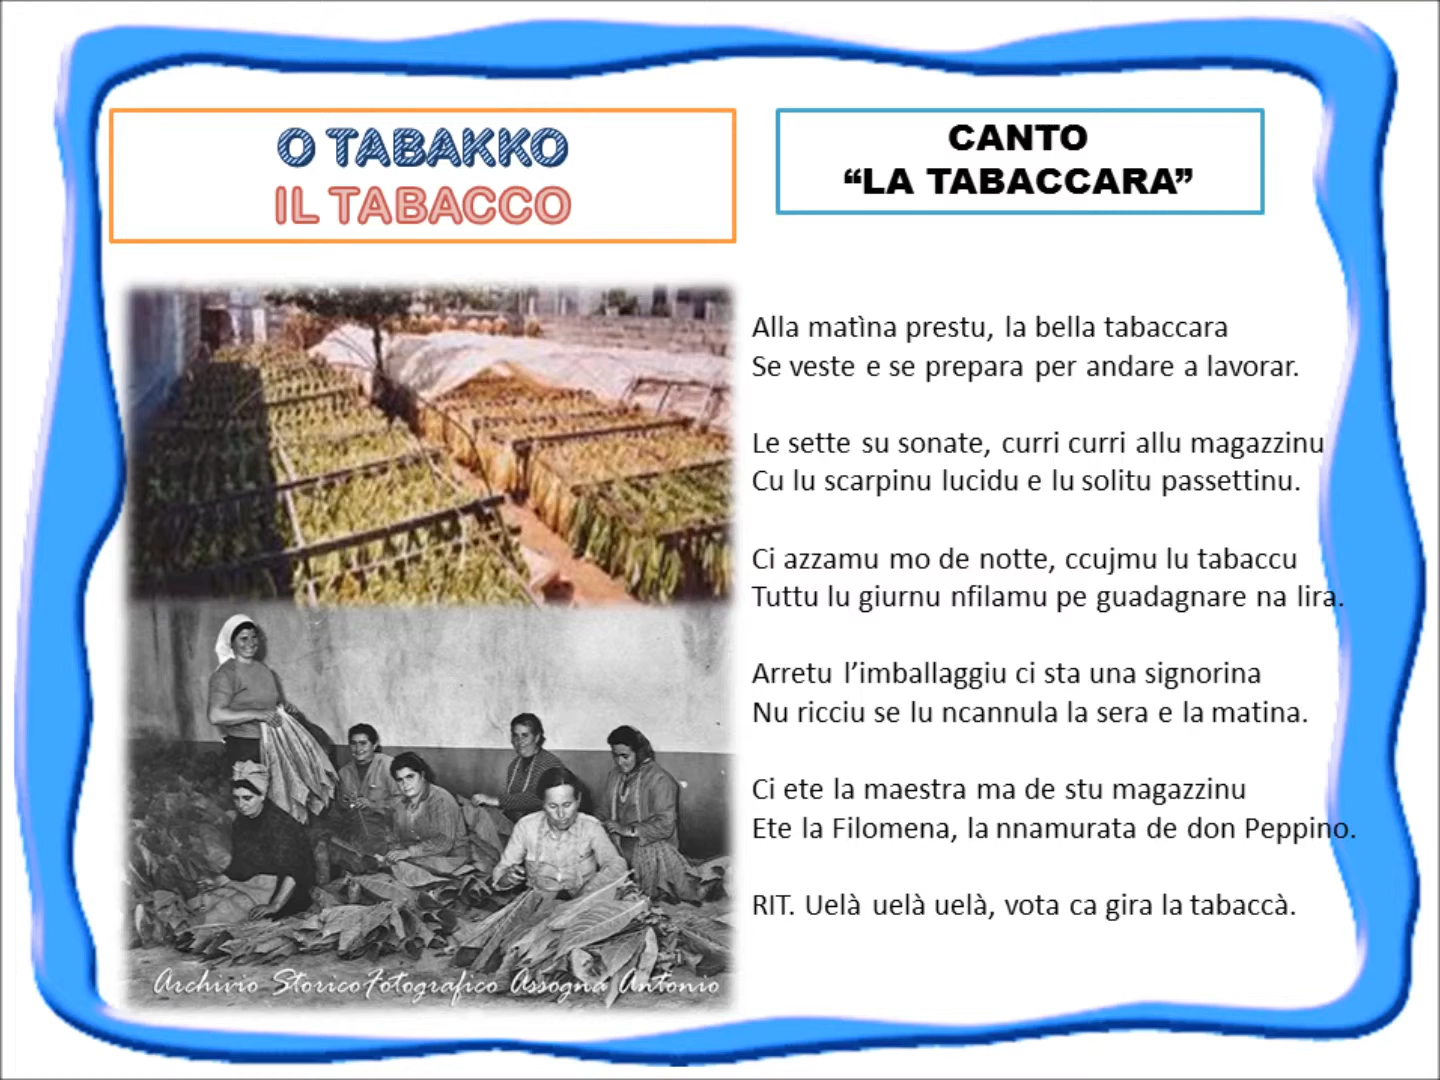 O TABAKKO
IL TABACCO
CANTO
“LA TABACCARA”
Alla matìna prestu, la bella tabaccara
Se veste e se prepara per andare a lavorar.
Le sette su sonate, curri curri allu magazzinu
Cu lu scarpinu lucidu e lu solitu passettinu.
Ci azzamu mo de notte, ccujmu lu tabaccu
Tuttu lu giurnu nfilamu pe guadagnare na lira.
Arretu l’imballaggiu ci sta una signorina
Nu ricciu se lu ncannula la sera e la matina.
Ci ete la maestra ma de stu magazzinu
Ete la Filomena, la nnamurata de don Peppino.
RIT. Uelà uelà uelà, vota ca gira la tabaccà.
Archivio Storico Fotografico Assogna Antonio